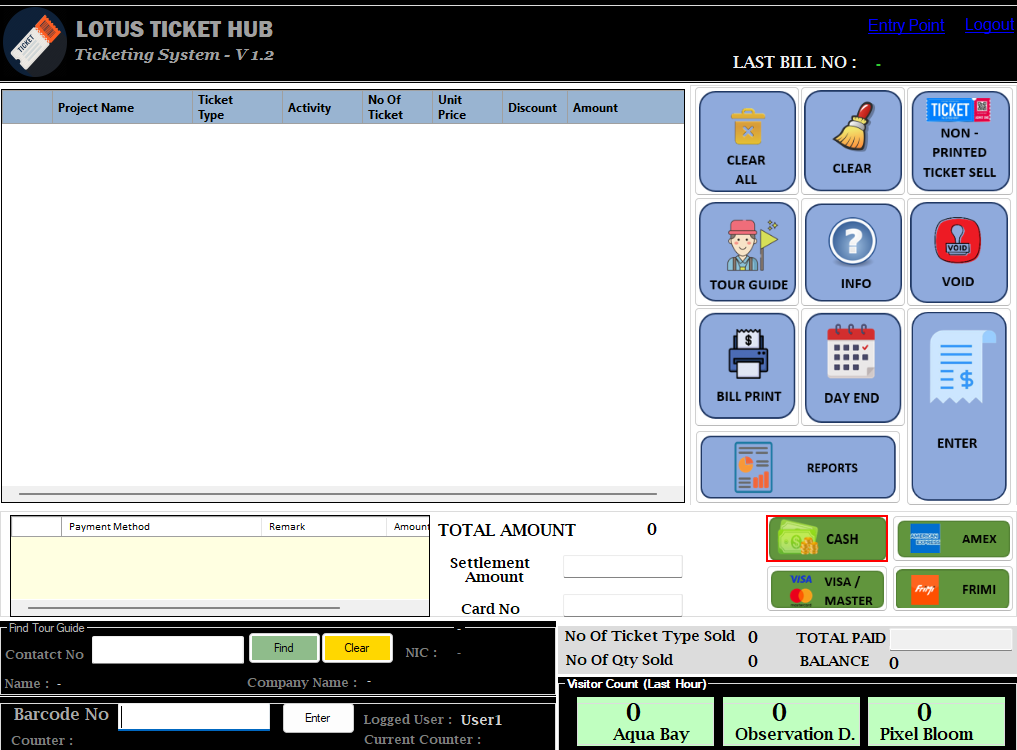 LOTUS TICKET HUB
Ticketing System - V 1.2
Entry Point Logout
LAST BILL NO : -
Project Name Ticket Type Activity No Of Ticket Unit Price Discount Amount
CLEAR ALL
CLEAR
TICKET
NON - PRINTED TICKET SELL
TOUR GUIDE
INFO
VOID
VOID
BILL PRINT
DAY END
ENTER
REPORTS
Payment Method Remark Amount
TOTAL AMOUNT 0
Settlement Amount
Card No
CASH
AMERICAN EXPRESS
AMEX
VISA
VISA / MASTER
FRIMI
Find Tour Guide -
Contatct No Find Clear NIC : -
Name : - Company Name : -
No Of Ticket Type Sold 0 TOTAL PAID
No Of Qty Sold 0 BALANCE 0
Barcode No Enter Logged User : User1
Counter : Current Counter :
Visitor Count (Last Hour)
0 0 0
Aqua Bay Observation D. Pixel Bloom